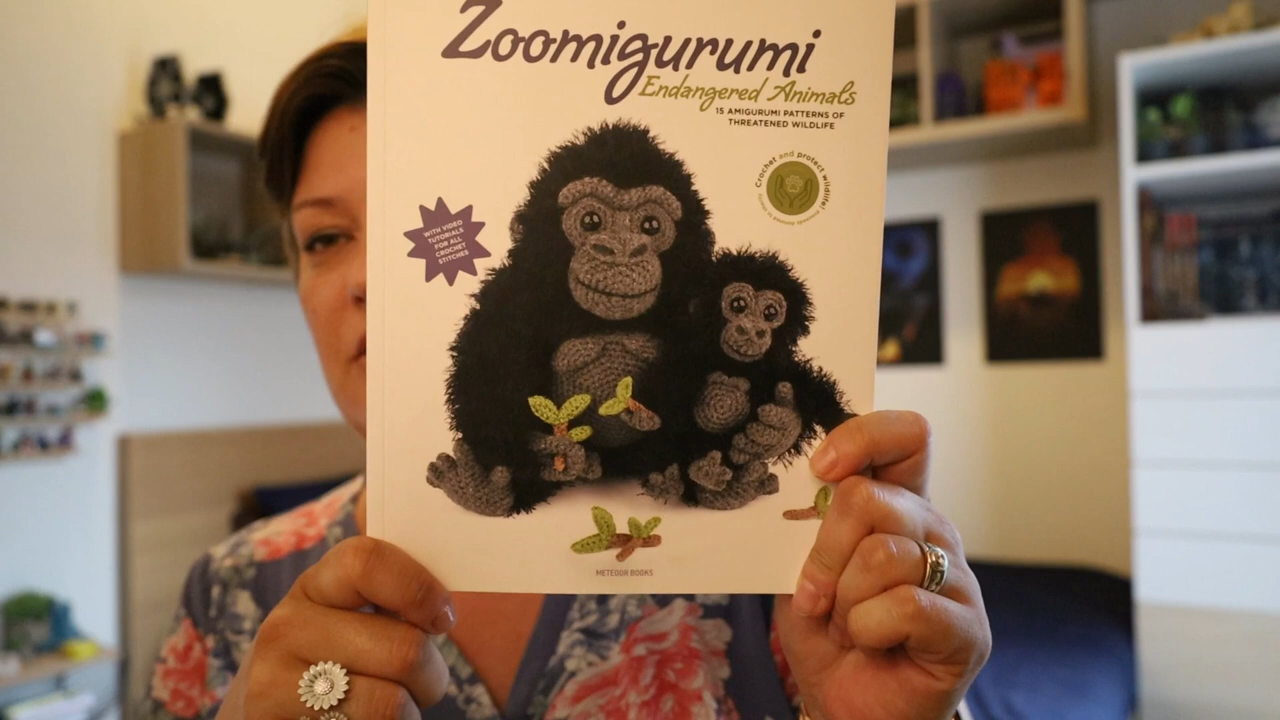 Zoomigurumi
Endangered Animals
15 AMIGURUMI PATTERNS OF
THREATENED WILDLIFE
Crochet and protect wildlife!
WITH VIDEO
TUTORIALS
FOR ALL
CROCHET
STITCHES
METEOOR BOOKS